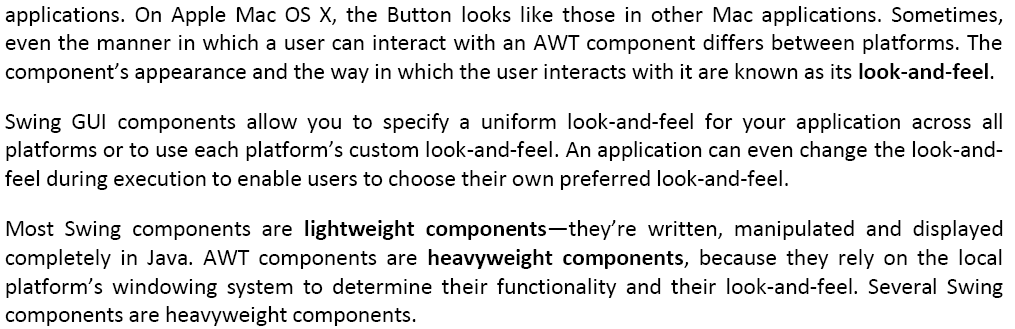 applications. On Apple Mac OS X, the Button looks like those in other Mac applications. Sometimes,
even the manner in which a user can interact with an AWT component differs between platforms. The
component's appearance and the way in which the user interacts with it are known as its look-and-feel.
Swing GUI components allow you to specify a uniform look-and-feel for your application across all
platforms or to use each platform's custom look-and-feel. An application can even change the look-and-
feel during execution to enable users to choose their own preferred look-and-feel.
Most Swing components are lightweight components—they're written, manipulated and displayed
completely in Java. AWT components are heavyweight components, because they rely on the local
platform's windowing system to determine their functionality and their look-and-feel. Several Swing
components are heavyweight components.